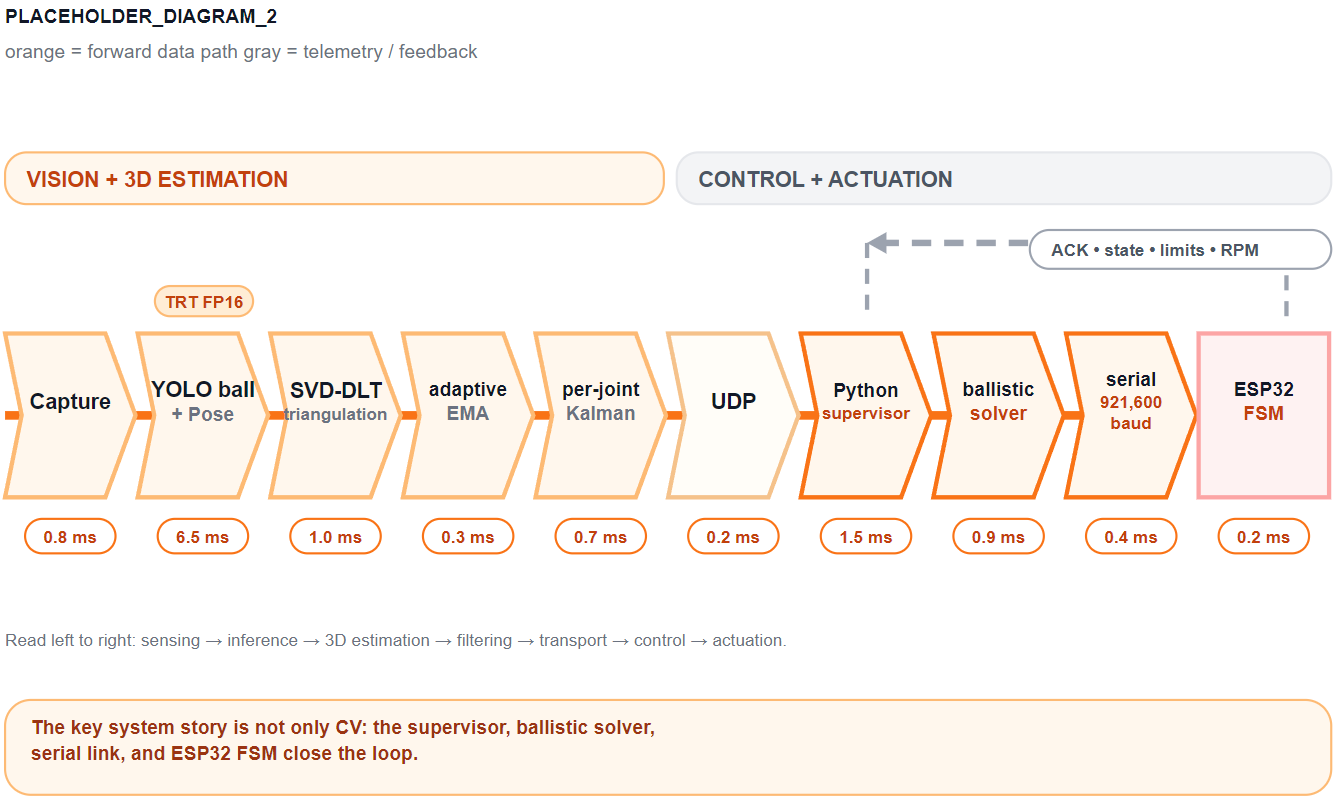 PLACEHOLDER_DIAGRAM_2
orange = forward data path gray = telemetry / feedback
VISION + 3D ESTIMATION
CONTROL + ACTUATION
ACK • state • limits • RPM
TRT FP16
Capture
YOLO ball
+ Pose
SVD-DLT
triangulation
adaptive
EMA
per-joint
Kalman
UDP
Python
supervisor
ballistic
solver
serial
921,600
baud
ESP32
FSM
0.8 ms
6.5 ms
1.0 ms
0.3 ms
0.7 ms
0.2 ms
1.5 ms
0.9 ms
0.4 ms
0.2 ms
Read left to right: sensing → inference → 3D estimation → filtering → transport → control → actuation.
The key system story is not only CV: the supervisor, ballistic solver,
serial link, and ESP32 FSM close the loop.